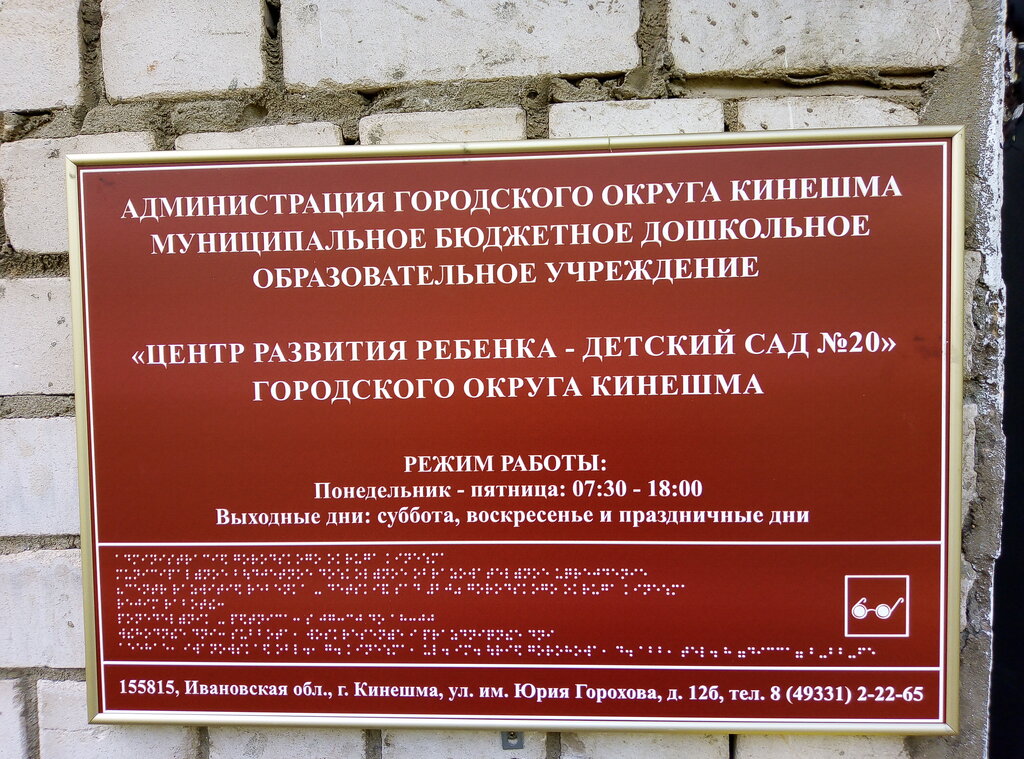 АДМИНИСТРАЦИЯ ГОРОДСКОГО ОКРУГА КИНЕШМА
МУНИЦИПАЛЬНОЕ БЮДЖЕТНОЕ ДОШКОЛЬНОЕ
ОБРАЗОВАТЕЛЬНОЕ УЧРЕЖДЕНИЕ
«ЦЕНТР РАЗВИТИЯ РЕБЕНКА - ДЕТСКИЙ САД №20»
ГОРОДСКОГО ОКРУГА КИНЕШМА
РЕЖИМ РАБОТЫ:
Понедельник - пятница: 07:30 - 18:00
Выходные дни: суббота, воскресенье и праздничные дни
155815, Ивановская обл., г. Кинешма, ул. им. Юрия Горохова, д. 12б, тел. 8 (49331) 2-22-65